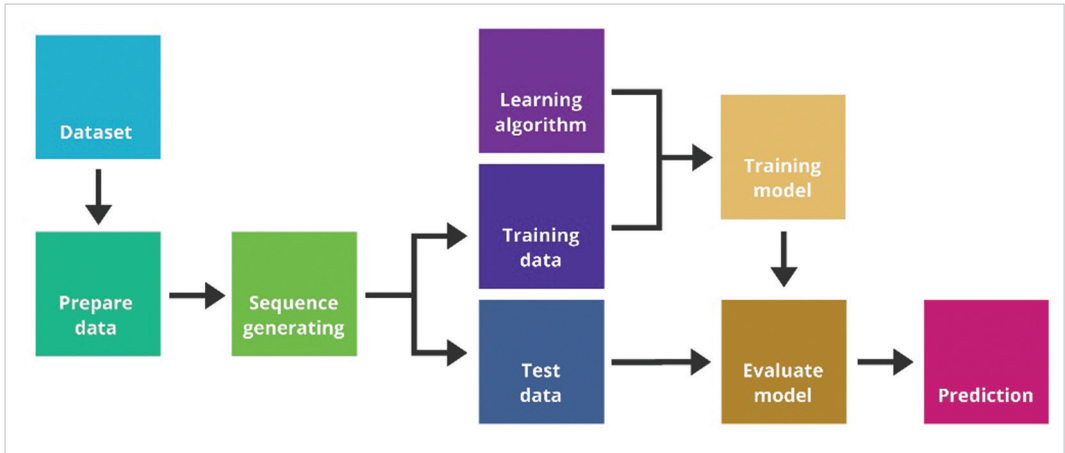 Dataset
Prepare
data
Sequence
generating
Learning
algorithm
Training
data
Test
data
Training
model
Evaluate
model
Prediction